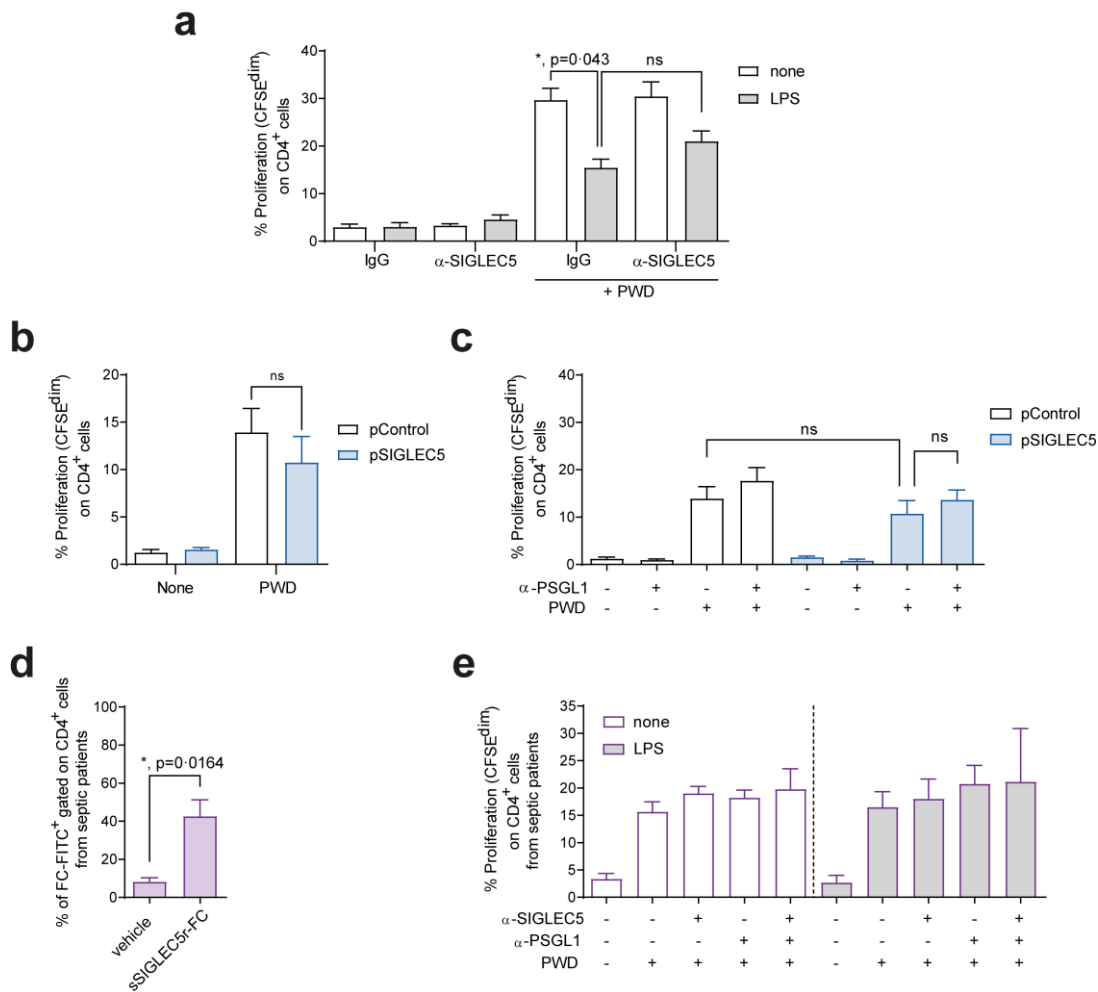 a
% Proliferation (CFSEdim)
on CD4+ cells
40
30
20
10
0
*, p=0·043
ns
none
LPS
IgG
α-SIGLEC5
IgG
α-SIGLEC5
+ PWD
b
% Proliferation (CFSEdim)
on CD4+ cells
20
15
10
5
0
ns
pControl
pSIGLEC5
None
PWD
c
% Proliferation (CFSEdim)
on CD4+ cells
40
30
20
10
0
ns
ns
pControl
pSIGLEC5
α-PSGL1 - + - + - + - +
PWD - - + + - - + +
d
% of FC-FITC+ gated on CD4+ cells
from septic patients
100
80
60
40
20
0
*, p=0·0164
vehicle
sSIGLEC5r-FC
e
% Proliferation (CFSEdim)
on CD4+ cells
from septic patients
35
30
25
20
15
10
5
0
none
LPS
α-SIGLEC5 - - + - + - - + - +
α-PSGL1 - - - + + - - - + +
PWD - + + + + - + + + +